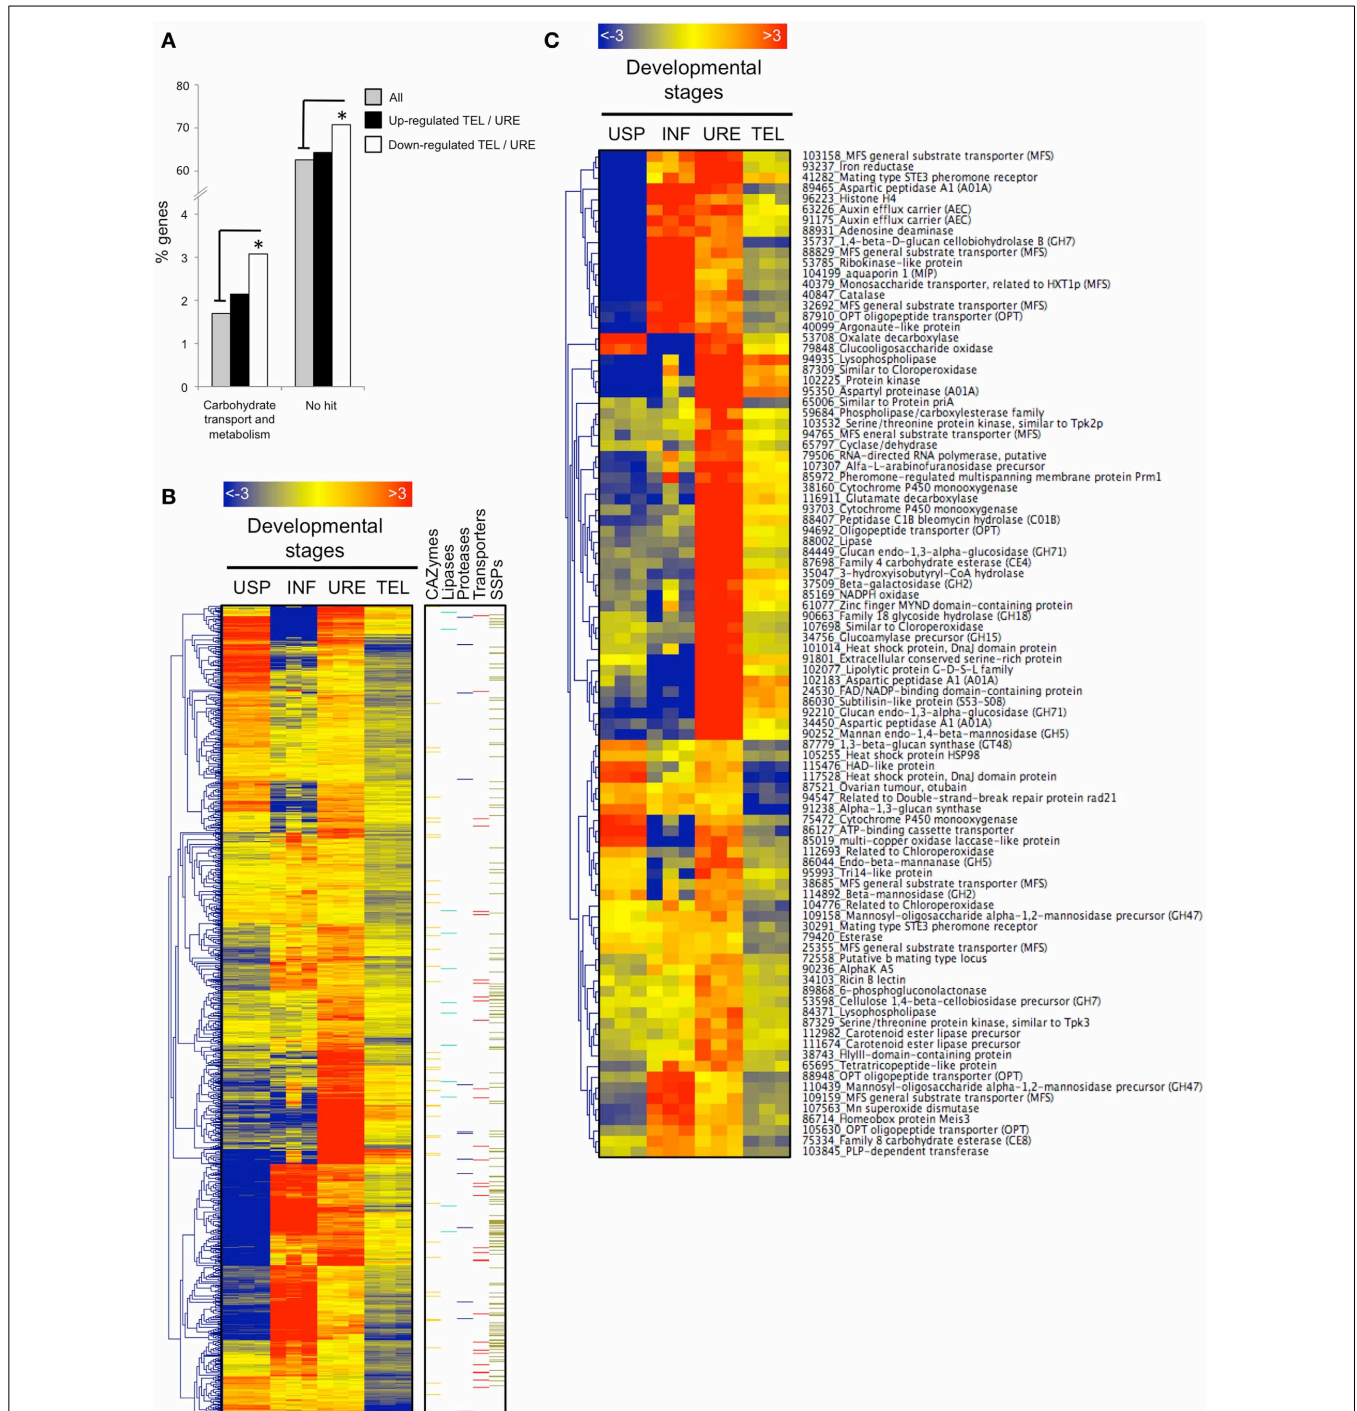 A
80
70
60
4
3
2
1
0
% genes
*
*
All
Up-regulated TEL / URE
Down-regulated TEL / URE
Carbohydrate
transport and
metabolism
No hit
B
<-3
>3
Developmental
stages
USP INF URE TEL
CAZymes
Lipases
Proteases
Transporters
SSPs
C
<-3
>3
Developmental
stages
USP INF URE TEL
103158_MFS general substrate transporter (MFS)
93237_Iron reductase
41282_Mating type STE3 pheromone receptor
89465_Aspartic peptidase A1 (A01A)
96223_Histone H4
63226_Auxin efflux carrier (AEC)
91175_Auxin efflux carrier (AEC)
88931_Adenosine deaminase
35737_1,4-beta-D-glucan cellobiohydrolase B (GH7)
88829_MFS general substrate transporter (MFS)
53785_Ribokinase-like protein
104199_aquaporin 1 (MIP)
40379_Monosaccharide transporter, related to HXT1p (MFS)
40847_Catalase
32692_MFS general substrate transporter (MFS)
87910_OPT oligopeptide transporter (OPT)
40099_Argonaute-like protein
53708_Oxalate decarboxylase
79848_Glucooligosaccharide oxidase
94935_Lysophospholipase
87309_Similar to Cloroperoxidase
102225_Protein kinase
95350_Aspartyl proteinase (A01A)
65006_Similar to Protein priA
59684_Phospholipase/carboxylesterase family
103532_Serine/threonine protein kinase, similar to Tpk2p
94765_MFS eneral substrate transporter (MFS)
65797_Cyclase/dehydrase
79506_RNA-directed RNA polymerase, putative
107307_Alfa-L-arabinofuranosidase precursor
85972_Pheromone-regulated multispanning membrane protein Prm1
38160_Cytochrome P450 monooxygenase
116911_Glutamate decarboxylase
93703_Cytochrome P450 monooxygenase
88407_Peptidase C1B bleomycin hydrolase (C01B)
94692_Oligopeptide transporter (OPT)
88002_Lipase
84449_Glucan endo-1,3-alpha-glucosidase (GH71)
87698_Family 4 carbohydrate esterase (CE4)
35047_3-hydroxyisobutyryl-CoA hydrolase
37509_Beta-galactosidase (GH2)
85169_NADPH oxidase
61077_Zinc finger MYND domain-containing protein
90663_Family 18 glycoside hydrolase (GH18)
107698_Similar to Cloroperoxidase
34756_Glucoamylase precursor (GH15)
101014_Heat shock protein, DnaJ domain protein
91801_Extracellular conserved serine-rich protein
102077_Lipolytic protein G-D-S-L family
102183_Aspartic peptidase A1 (A01A)
24530_FAD/NADP-binding domain-containing protein
86030_Subtilisin-like protein (S53-S08)
92210_Glucan endo-1,3-alpha-glucosidase (GH71)
34450_Aspartic peptidase A1 (A01A)
90252_Mannan endo-1,4-beta-mannosidase (GH5)
87779_1,3-beta-glucan synthase (GT48)
105255_Heat shock protein HSP98
115476_HAD-like protein
117528_Heat shock protein, DnaJ domain protein
87521_Ovarian tumour, otubain
94547_Related to Double-strand-break repair protein rad21
91238_Alpha-1,3-glucan synthase
75472_Cytochrome P450 monooxygenase
86127_ATP-binding cassette transporter
85019_multi-copper oxidase laccase-like protein
112693_Related to Chloroperoxidase
86044_Endo-beta-mannanase (GH5)
95993_Tri14-like protein
38685_MFS general substrate transporter (MFS)
114892_Beta-mannosidase (GH2)
104776_Related to Chloroperoxidase
109158_Mannosyl-oligosaccharide alpha-1,2-mannosidase precursor (GH47)
30291_Mating type STE3 pheromone receptor
79420_Esterase
25355_MFS general substrate transporter (MFS)
72558_Putative b mating type locus
90236_AlphaK A5
34103_Ricin B lectin
89868_6-phosphogluconolactonase
53598_Cellulose 1,4-beta-cellobiosidase precursor (GH7)
84371_Lysophospholipase
87329_Serine/threonine protein kinase, similar to Tpk3
112982_Carotenoid ester lipase precursor
111674_Carotenoid ester lipase precursor
38743_HlyIII-domain-containing protein
65695_Tetratricopeptide-like protein
88948_OPT oligopeptide transporter (OPT)
110439_Mannosyl-oligosaccharide alpha-1,2-mannosidase precursor (GH47)
109159_MFS general substrate transporter (MFS)
107563_Mn superoxide dismutase
86714_Homeobox protein Meis3
105630_OPT oligopeptide transporter (OPT)
75334_Family 8 carbohydrate esterase (CE8)
103845_PLP-dependent transferase